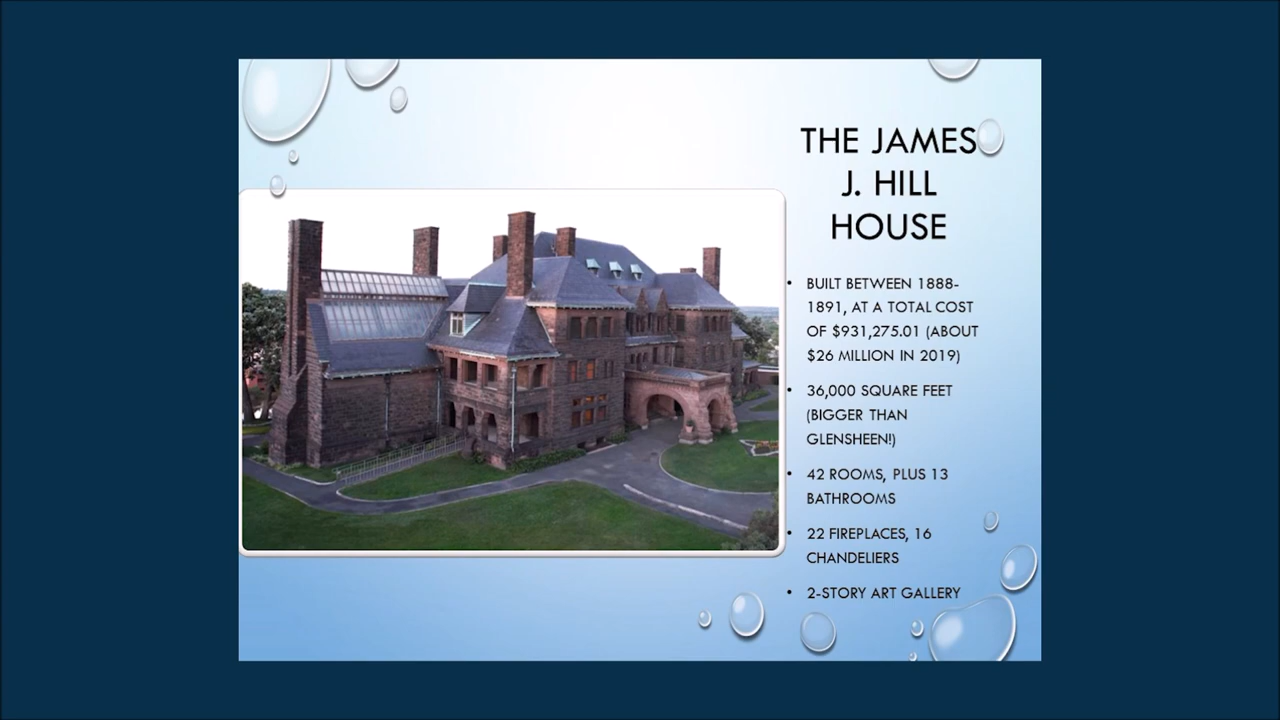 THE JAMES
J. HILL
HOUSE
• BUILT BETWEEN 1888-
1891, AT A TOTAL COST
OF $931,275.01 (ABOUT
$26 MILLION IN 2019)
• 36,000 SQUARE FEET
(BIGGER THAN
GLENSHEEN!)
• 42 ROOMS, PLUS 13
BATHROOMS
• 22 FIREPLACES, 16
CHANDELIERS
• 2-STORY ART GALLERY